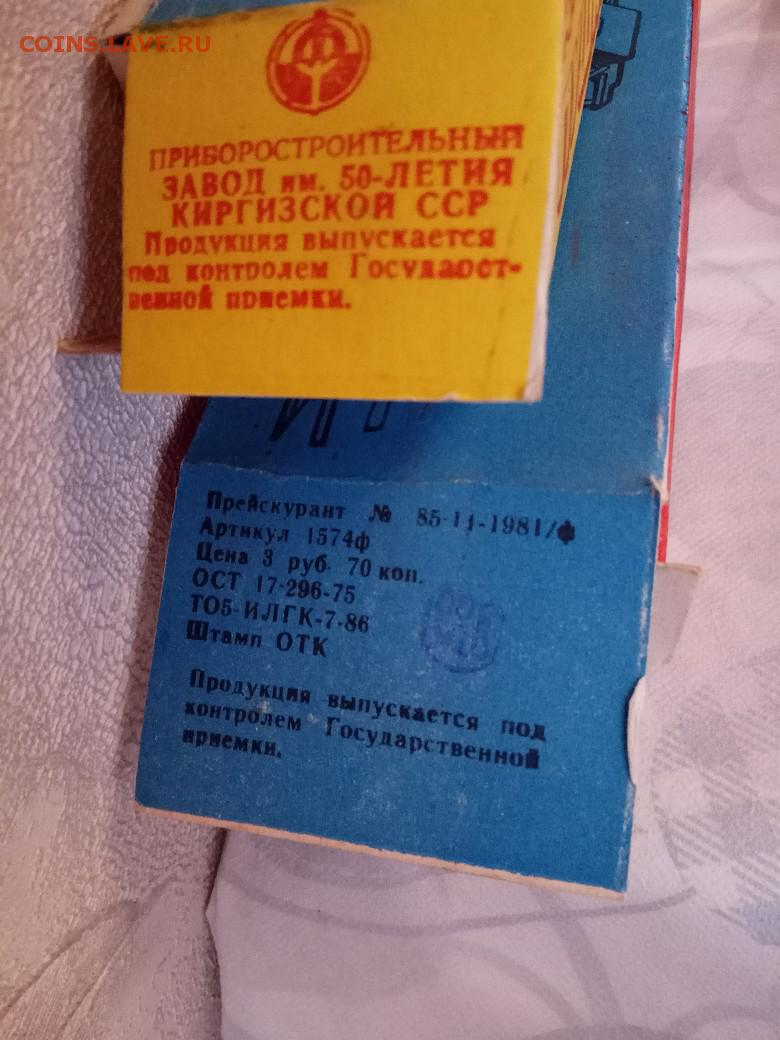 COINS.LAVE.RU
ПРИБОРОСТРОИТЕЛЬНЫЙ
ЗАВОД им. 50-ЛЕТИЯ
КИРГИЗСКОЙ ССР
Продукция выпускается
под контролем Государст-
венной приемки.
Прейскурант № 85-11-1981/Ф
Артикул 1574ф
Цена 3 руб. 70 коп.
ОСТ 17-296-75
ТО5-ИЛГК-7-86
Штамп ОТК
Продукция выпускается под
контролем Государственной
приемки.